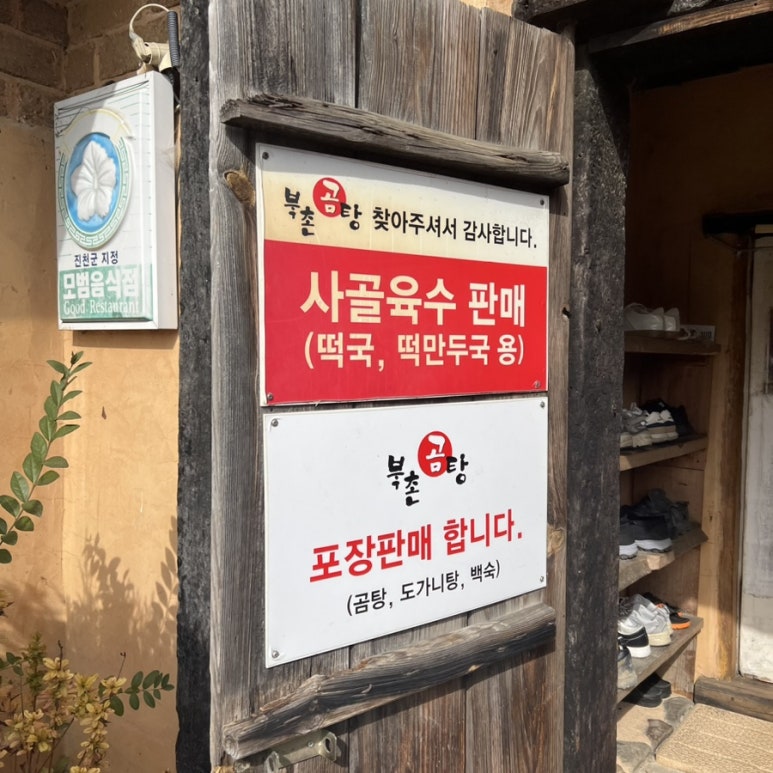 진천군 지정
모범음식점
Good Restaurant
북촌곰탕 찾아주셔서 감사합니다.
사골육수 판매
(떡국, 떡만두국 용)
북촌곰탕
포장판매 합니다.
(곰탕, 도가니탕, 백숙)